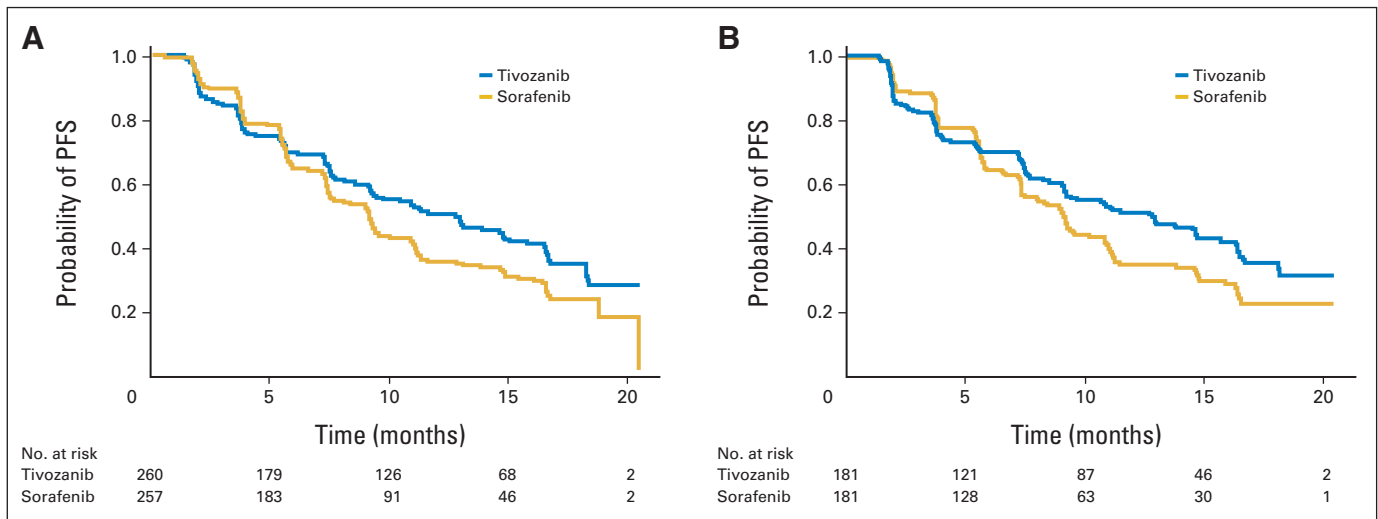 A
Probability of PFS
1.0
0.8
0.6
0.4
0.2
Tivozanib
Sorafenib
0 5 10 15 20
Time (months)
No. at risk
Tivozanib 260 179 126 68 2
Sorafenib 257 183 91 46 2
B
Probability of PFS
1.0
0.8
0.6
0.4
0.2
Tivozanib
Sorafenib
0 5 10 15 20
Time (months)
No. at risk
Tivozanib 181 121 87 46 2
Sorafenib 181 128 63 30 1